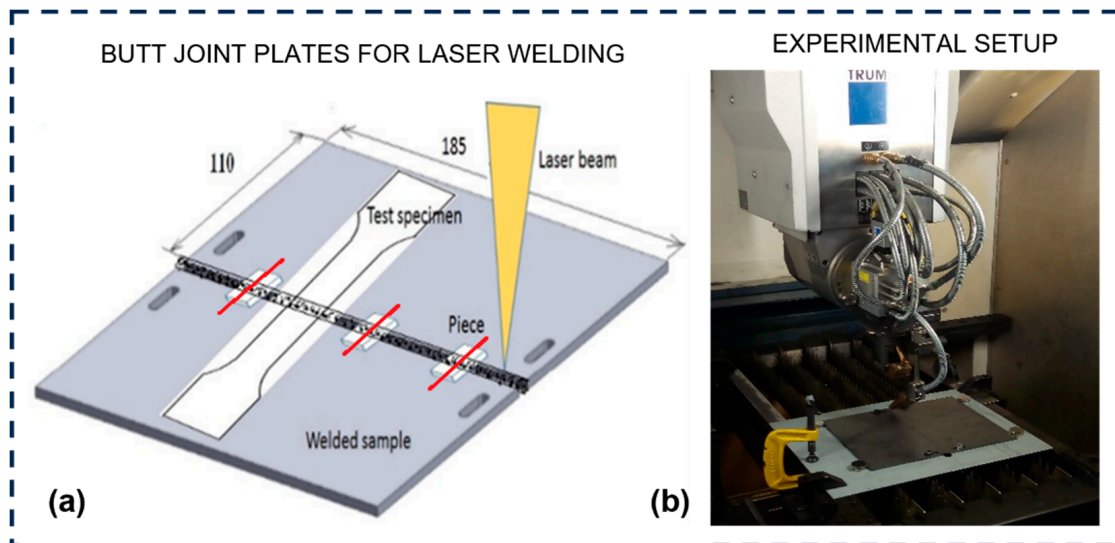 BUTT JOINT PLATES FOR LASER WELDING
EXPERIMENTAL SETUP
TRUM
110
185
Laser beam
Test specimen
Piece
Welded sample
(a)
(b)